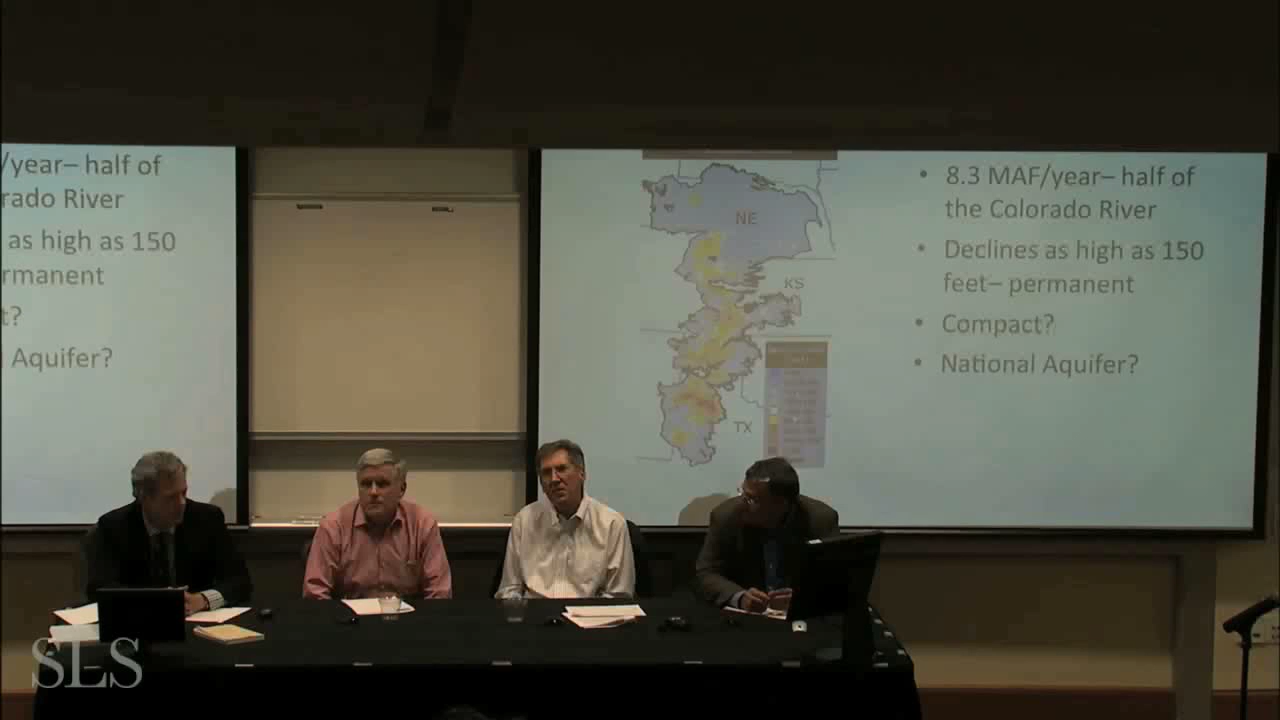 /year– half of
rado River
as high as 150
rmanent
t?
Aquifer?
NE
KS
TX
• 8.3 MAF/year– half of
the Colorado River
• Declines as high as 150
feet– permanent
• Compact?
• National Aquifer?
SLS